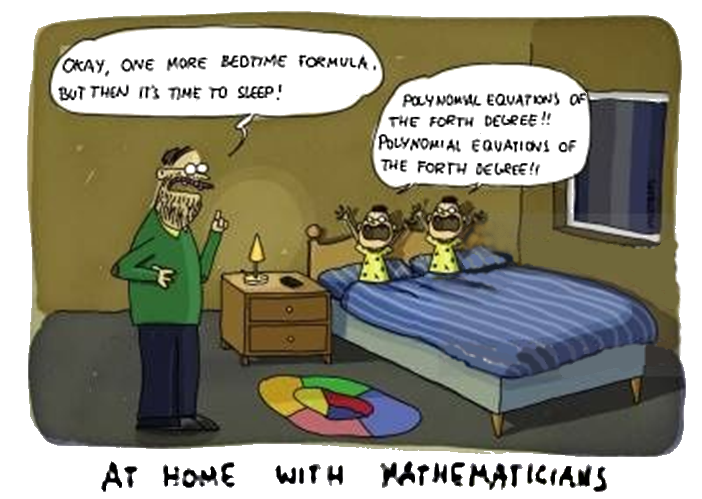 OKAY, ONE MORE BEDTIME FORMULA.
BUT THEN IT'S TIME TO SLEEP!
POLYNOMIAL EQUATIONS OF
THE FORTH DEGREE!!
POLYNOMIAL EQUATIONS OF
THE FORTH DEGREE!!
AT HOME WITH MATHEMATICIANS